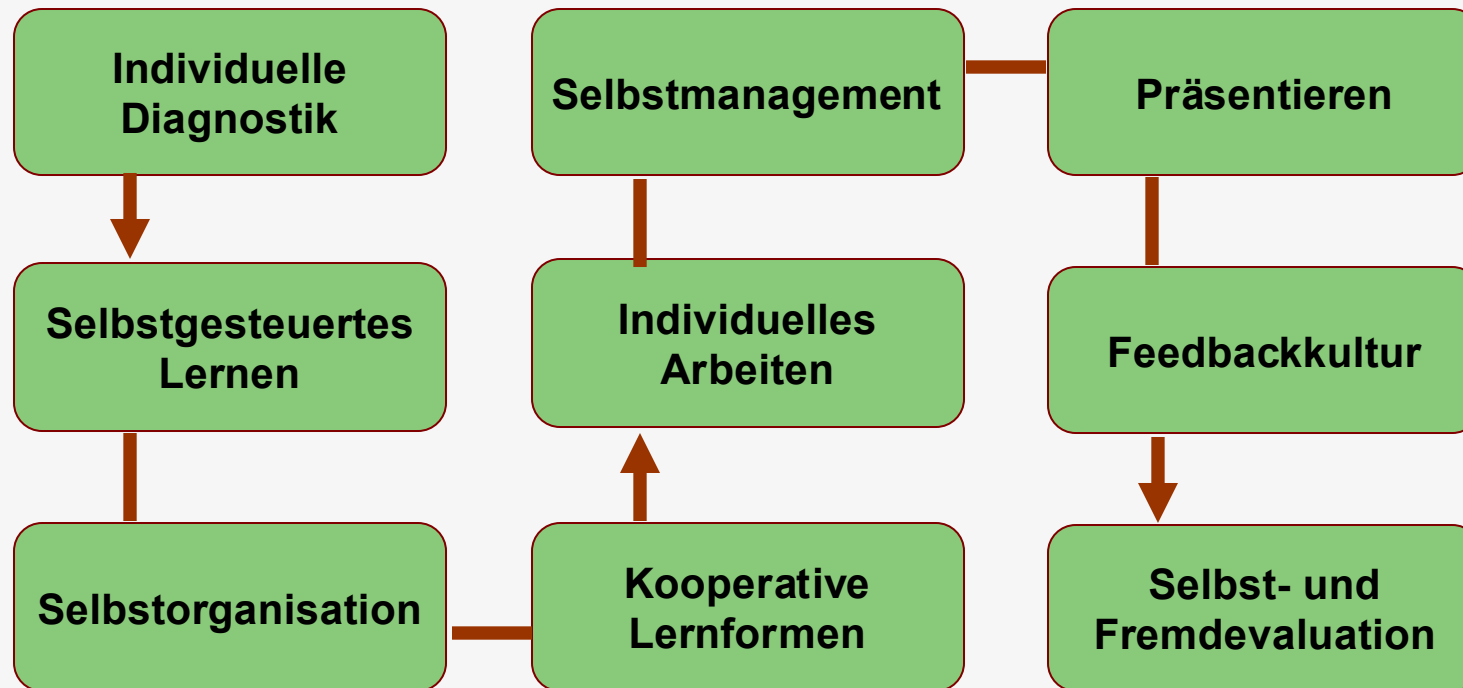 Individuelle
Diagnostik
Selbstgesteuertes
Lernen
Selbstorganisation
Kooperative
Lernformen
Individuelles
Arbeiten
Selbstmanagement
Präsentieren
Feedbackkultur
Selbst- und
Fremdevaluation